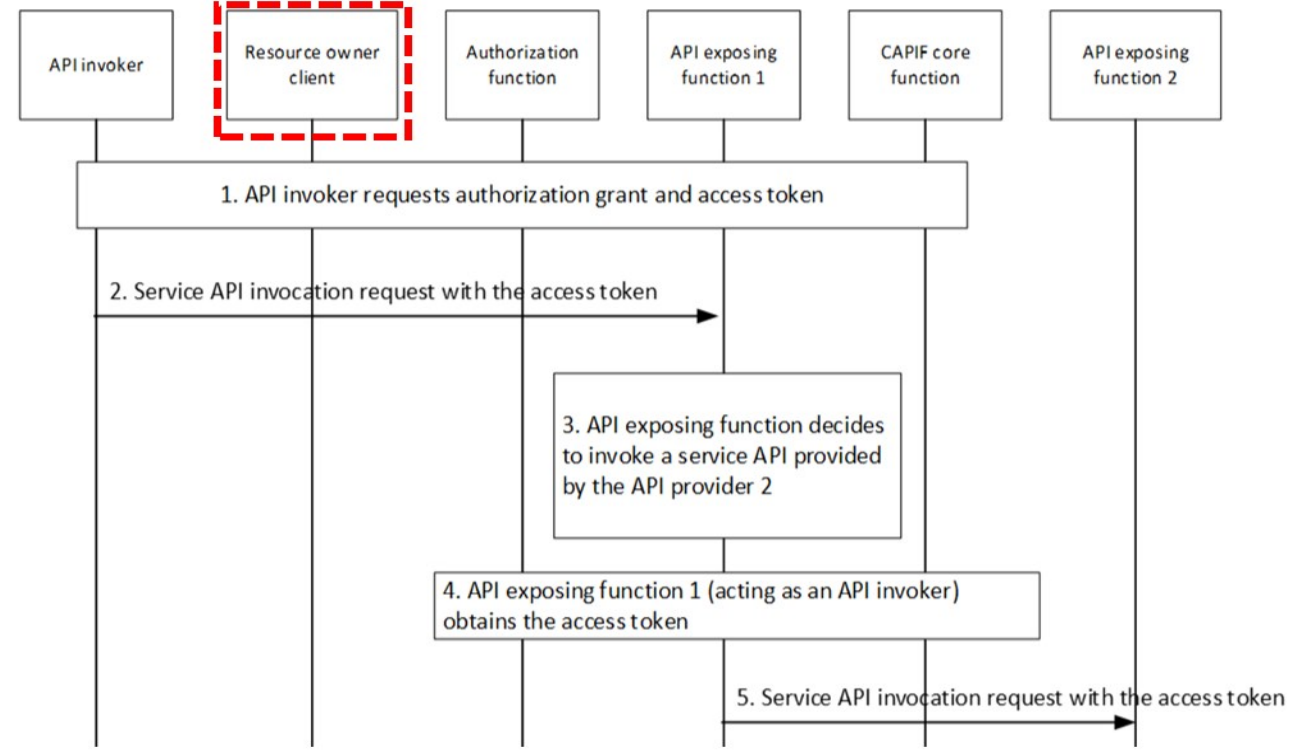 API invoker
Resource owner
client
Authorization
function
API exposing
function 1
CAPIF core
function
API exposing
function 2
1. API invoker requests authorization grant and access token
2. Service API invocation request with the access token
3. API exposing function decides
to invoke a service API provided
by the API provider 2
4. API exposing function 1 (acting as an API invoker)
obtains the access token
5. Service API invocation request with the access token